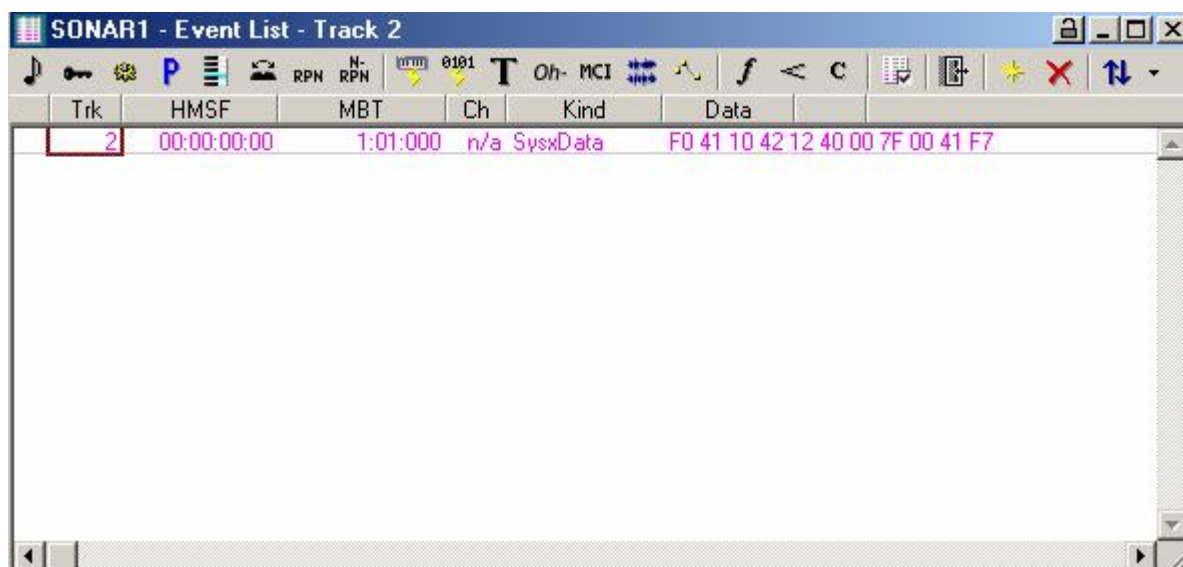 SONAR1 - Event List - Track 2
RPN N-RPN 0101 T Oh- MCI f < C
P
Trk HMSF MBT Ch Kind Data
2 00:00:00:00 1:01:000 n/a SysxData F0 41 10 42 12 40 00 7F 00 41 F7